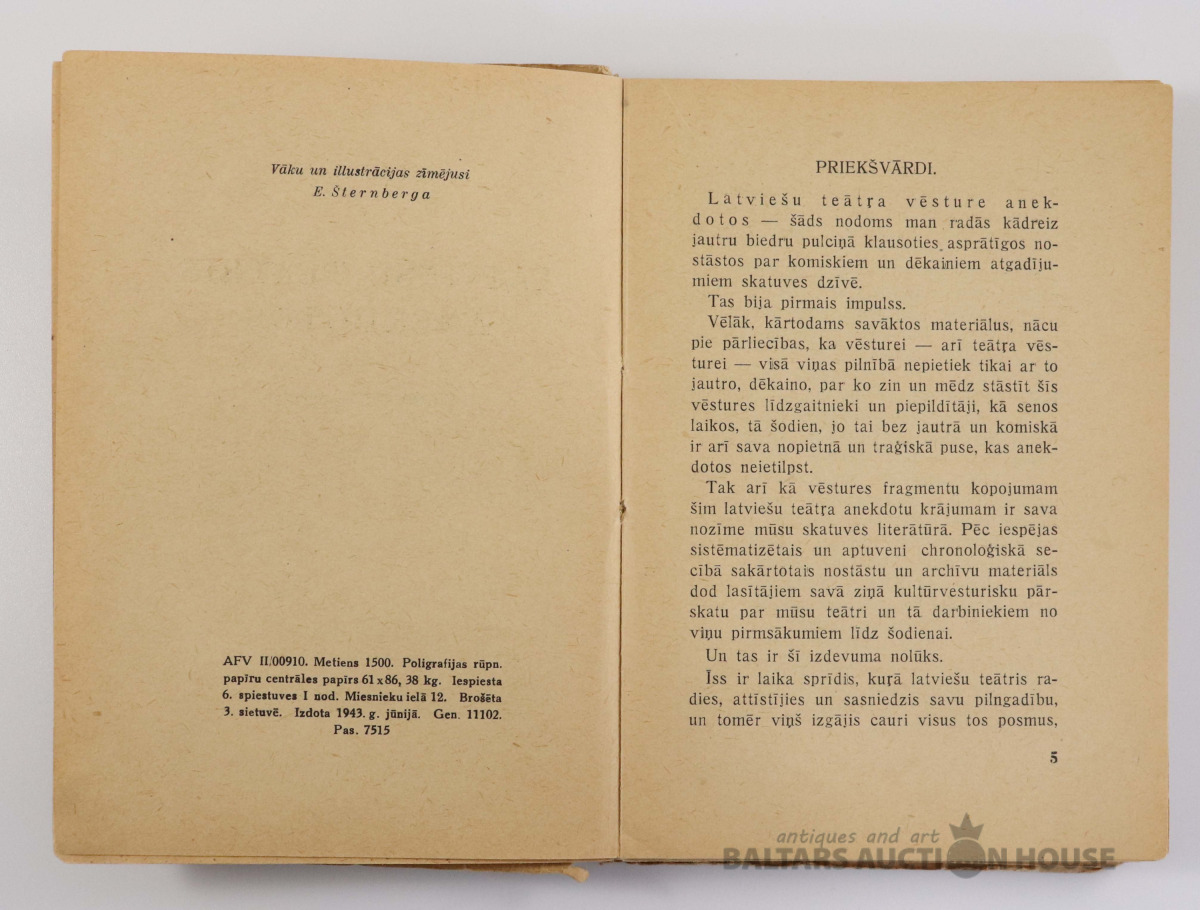 Vāku un illustrācijas zīmējusi
E. Šternberga
AFV II/00910. Metiens 1500. Poligrafijas rūpn.
papīru centrāles papīrs 61x86, 38 kg. Iespiesta
6. spiestuves I nod. Miesnieku ielā 12. Brošēta
3. sietuvē. Izdota 1943. g. jūnijā. Gen. 11102.
Pas. 7515
PRIEKŠVĀRDI.
Latviešu teātŗa vēsture anek-
dotos — šāds nodoms man radās kādreiz
jautru biedru pulciņā klausoties asprātīgos no-
stāstos par komiskiem un dēkainiem atgadīju-
miem skatuves dzīvē.
Tas bija pirmais impulss.
Vēlāk, kārtodams savāktos materiālus, nācu
pie pārliecības, ka vēsturei — arī teātŗa vēs-
turei — visā viņas pilnībā nepietiek tikai ar to
jautro, dēkaino, par ko zin un mēdz stāstīt šīs
vēstures līdzgaitnieki un piepildītāji, kā senos
laikos, tā šodien, jo tai bez jautrā un komiskā
ir arī sava nopietnā un traģiskā puse, kas anek-
dotos neietilpst.
Tak arī kā vēstures fragmentu kopojumam
šim latviešu teātŗa anekdotu krājumam ir sava
nozīme mūsu skatuves literātūrā. Pēc iespējas
sistēmatizētais un aptuveni chronoloģiskā se-
cībā sakārtotais nostāstu un archīvu materiāls
dod lasītājiem savā ziņā kultūrvēsturisku pār-
skatu par mūsu teātri un tā darbiniekiem no
viņu pirmsākumiem līdz šodienai.
Un tas ir šī izdevuma nolūks.
Īss ir laika sprīdis, kuŗā latviešu teātris ra-
dies, attīstījies un sasniedzis savu pilngadību,
un tomēr viņš izgājis cauri visus tos posmus,
5
antiques and art
BALTARS AUCTION HOUSE